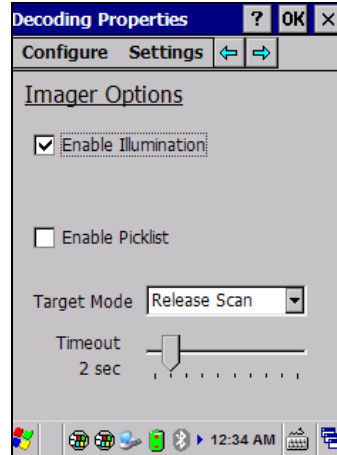 Decoding Properties ? OK ×
Configure Settings
Imager Options
Enable Illumination
Enable Picklist
Target Mode Release Scan
Timeout
2 sec
12:34 AM